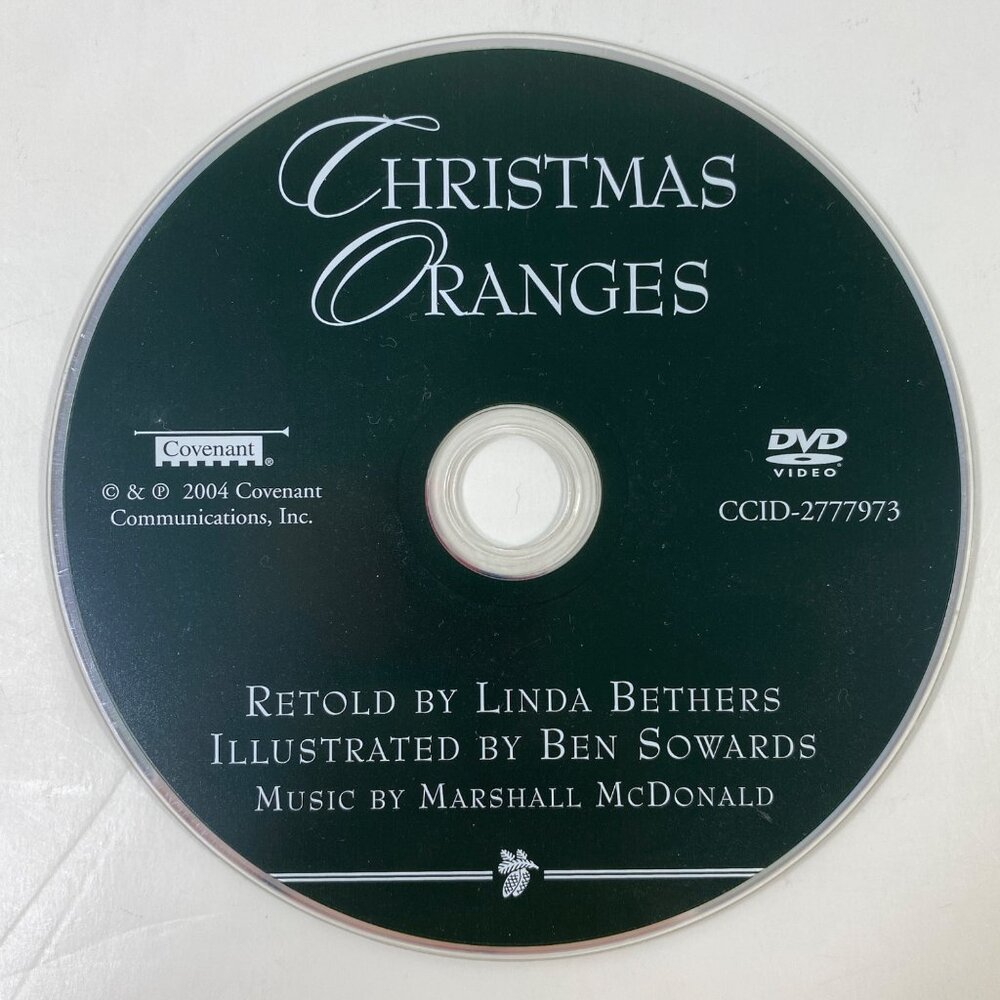 CHRISTMAS
ORANGES
Covenant®
© & ℗ 2004 Covenant
Communications, Inc.
DVD
VIDEO
CCID-2777973
RETOLD BY LINDA BETHERS
ILLUSTRATED BY BEN SOWARDS
MUSIC BY MARSHALL MCDONALD